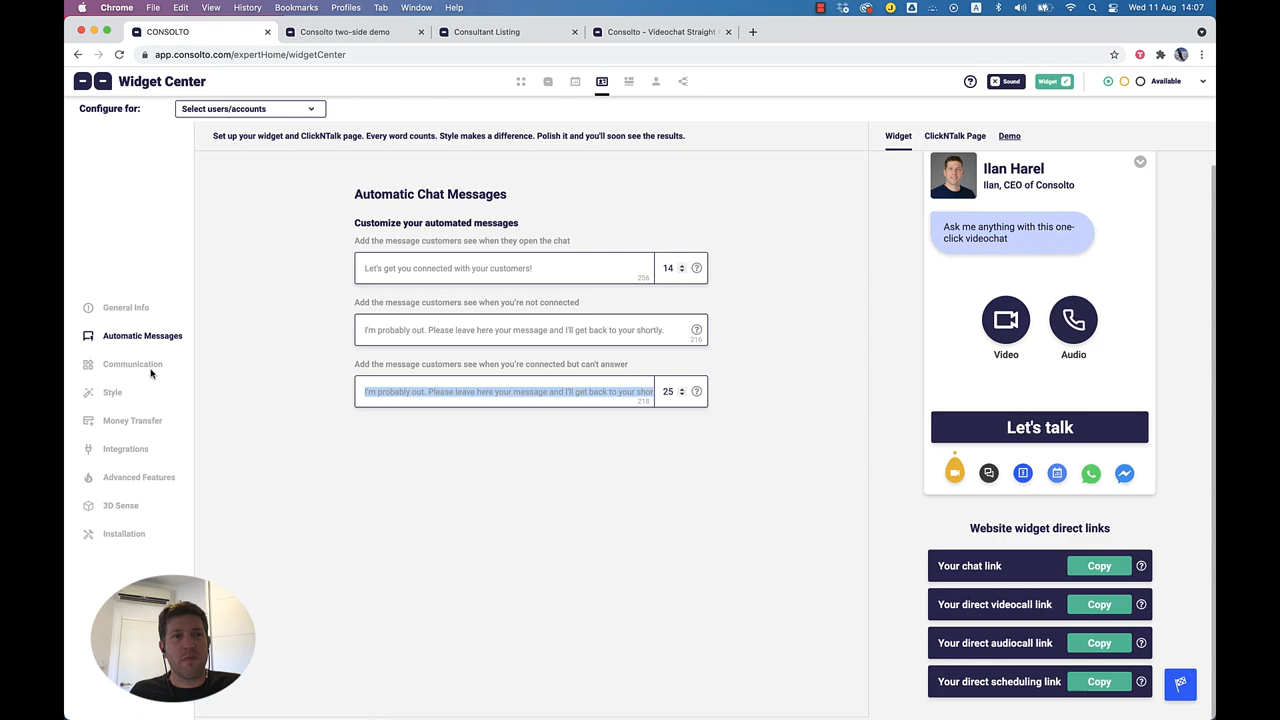 Chrome File Edit View History Bookmarks Profiles Tab Window Help
A
Wed 11 Aug 14:07
CONSOLTO
Consolto two-side demo
Consultant Listing
Consolto - Videochat Straight
app.consolto.com/expertHome/widgetCenter
Widget Center
Sound
Widget
Available
Configure for:
Select users/accounts
Set up your widget and ClickNTalk page. Every word counts. Style makes a difference. Polish it and you'll soon see the results.
Widget
ClickNTalk Page
Demo
General Info
Automatic Messages
Communication
Style
Money Transfer
Integrations
Advanced Features
3D Sense
Installation
Automatic Chat Messages
Customize your automated messages
Add the message customers see when they open the chat
Let's get you connected with your customers!
256
14
Add the message customers see when you're not connected
I'm probably out. Please leave here your message and I'll get back to your shortly.
216
Add the message customers see when you're connected but can't answer
I'm probably out. Please leave here your message and I'll get back to your shor
218
25
Ilan Harel
Ilan, CEO of Consolto
Ask me anything with this one-
click videochat
Video
Audio
Let's talk
Website widget direct links
Your chat link
Copy
Your direct videocall link
Copy
Your direct audiocall link
Copy
Your direct scheduling link
Copy